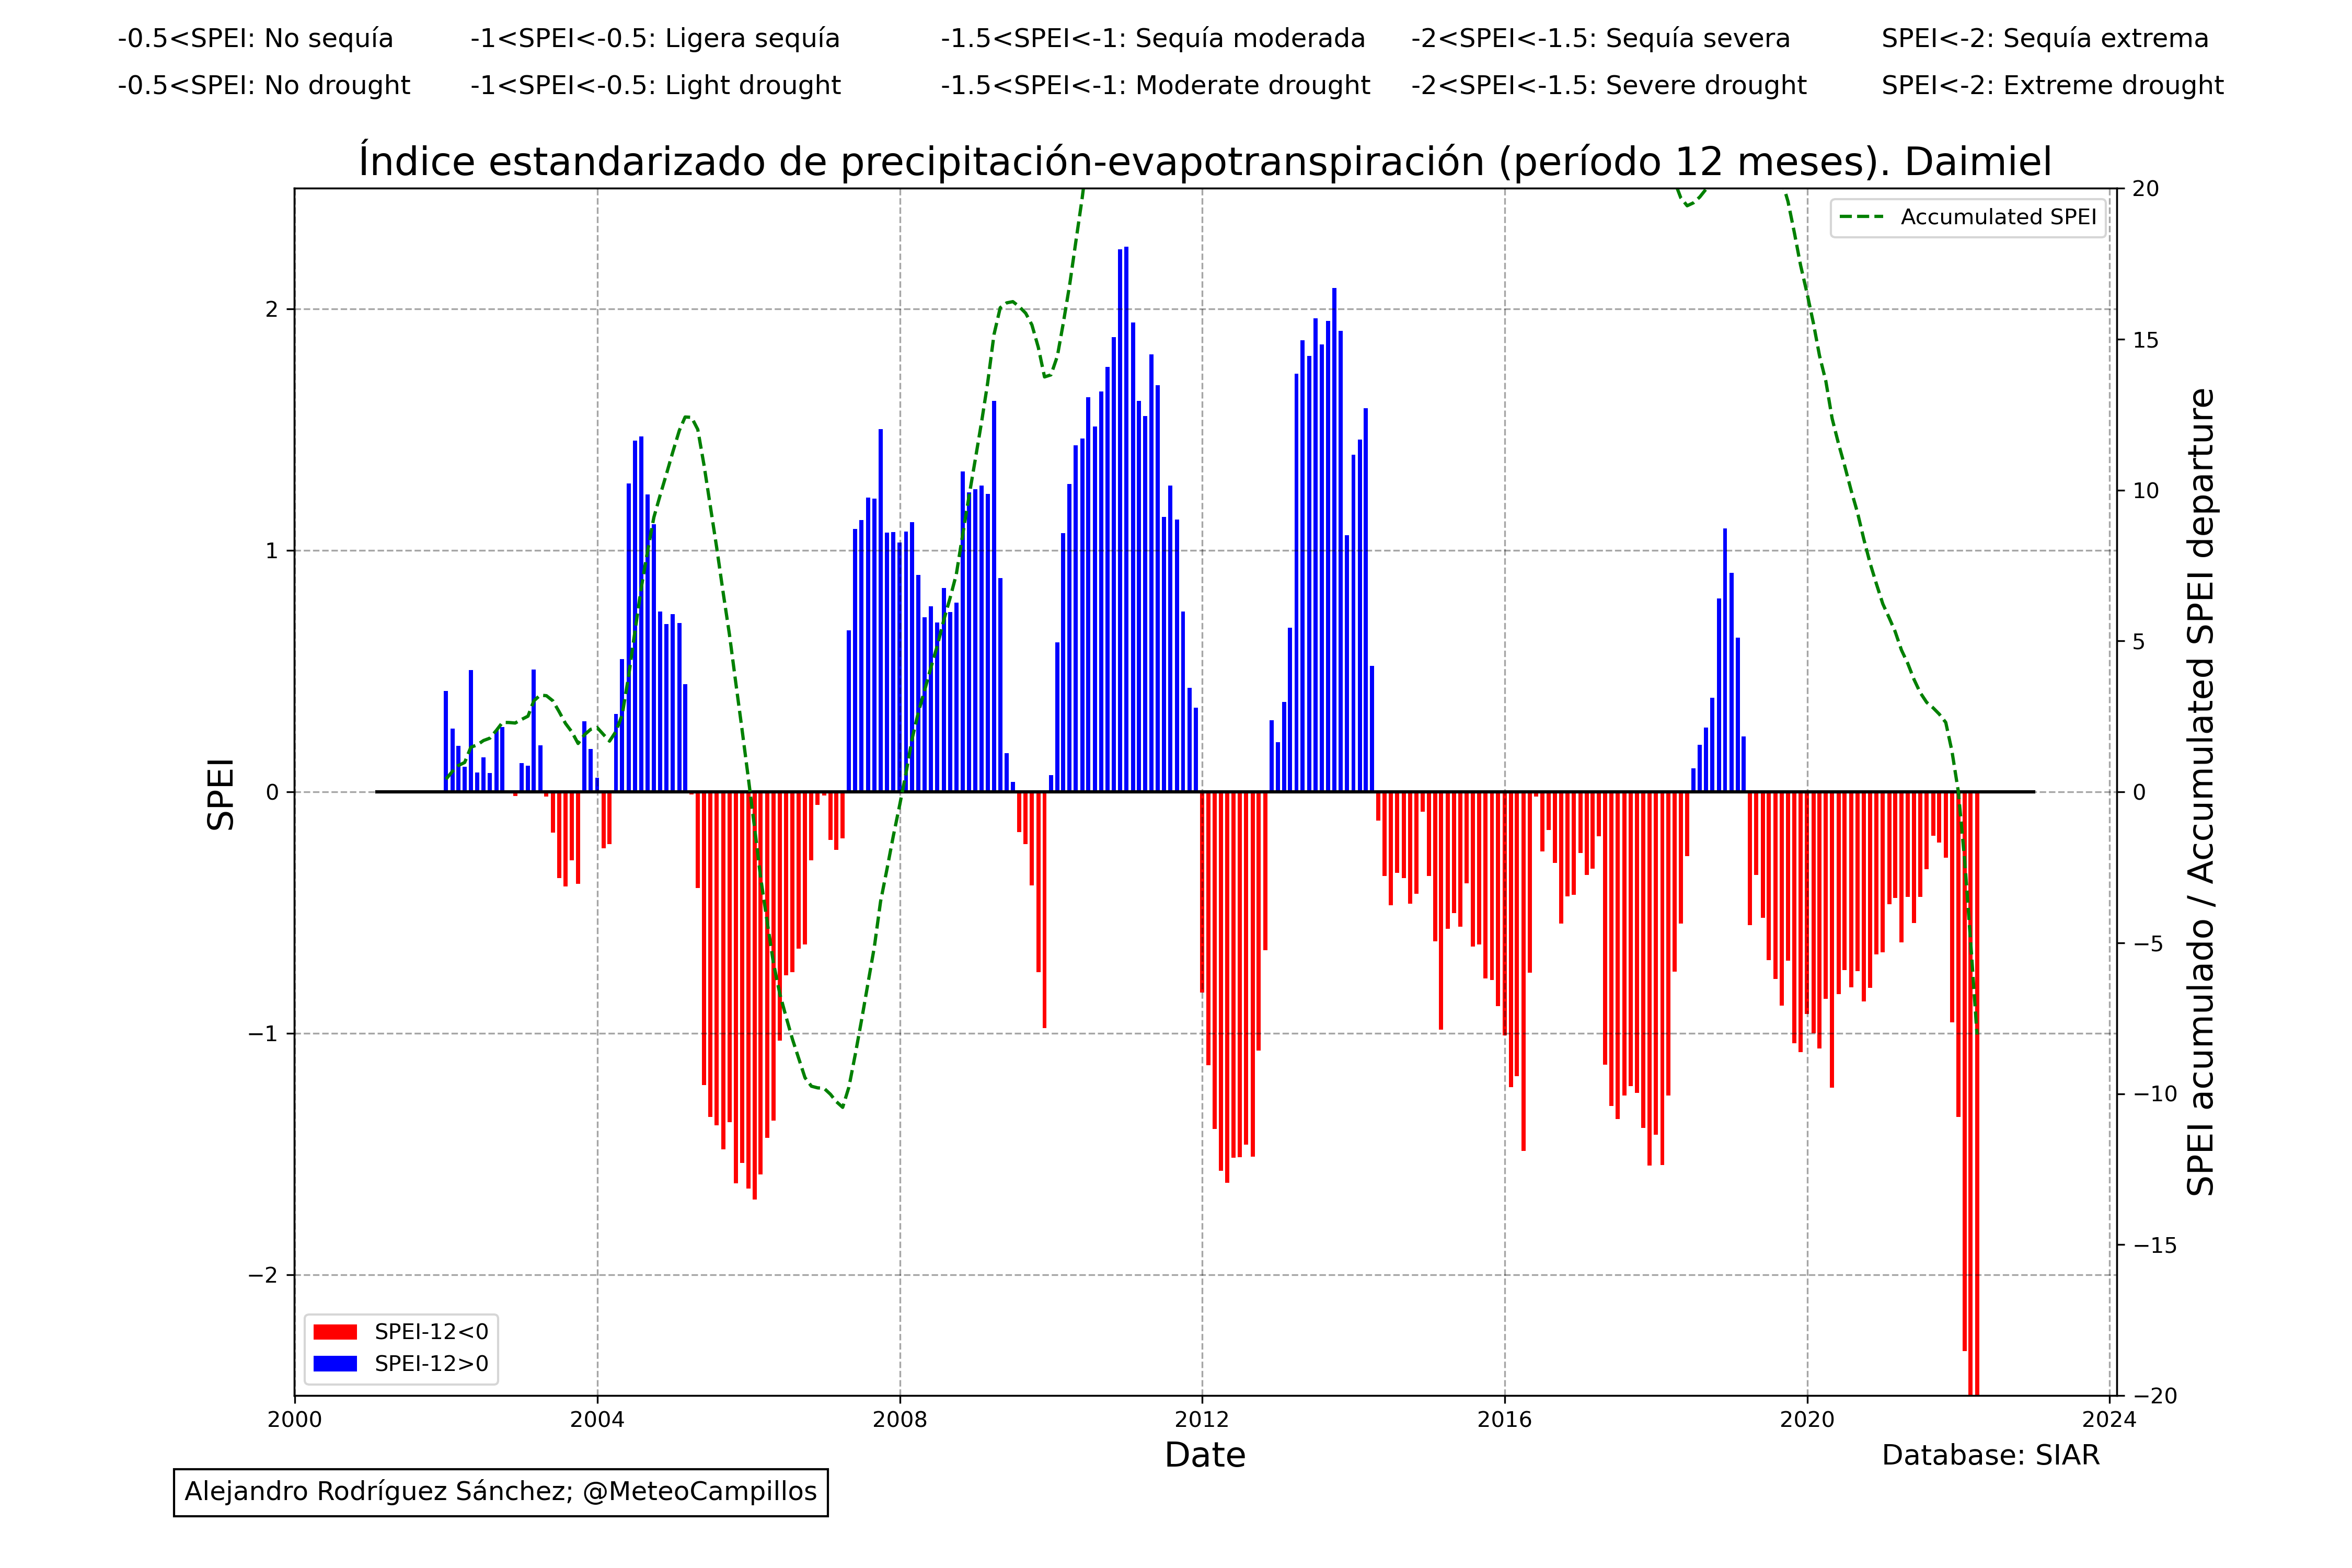 -0.5<SPEI: No sequía -1<SPEI<-0.5: Ligera sequía -1.5<SPEI<-1: Sequía moderada -2<SPEI<-1.5: Sequía severa SPEI<-2: Sequía extrema
-0.5<SPEI: No drought -1<SPEI<-0.5: Light drought -1.5<SPEI<-1: Moderate drought -2<SPEI<-1.5: Severe drought SPEI<-2: Extreme drought
Índice estandarizado de precipitación-evapotranspiración (período 12 meses). Daimiel
Accumulated SPEI
2
1
0
−1
−2
SPEI
20
15
10
5
0
−5
−10
−15
−20
SPEI acumulado / Accumulated SPEI departure
SPEI-12<0
SPEI-12>0
2000 2004 2008 2012 2016 2020 2024
Date
Database: SIAR
Alejandro Rodríguez Sánchez; @MeteoCampillos